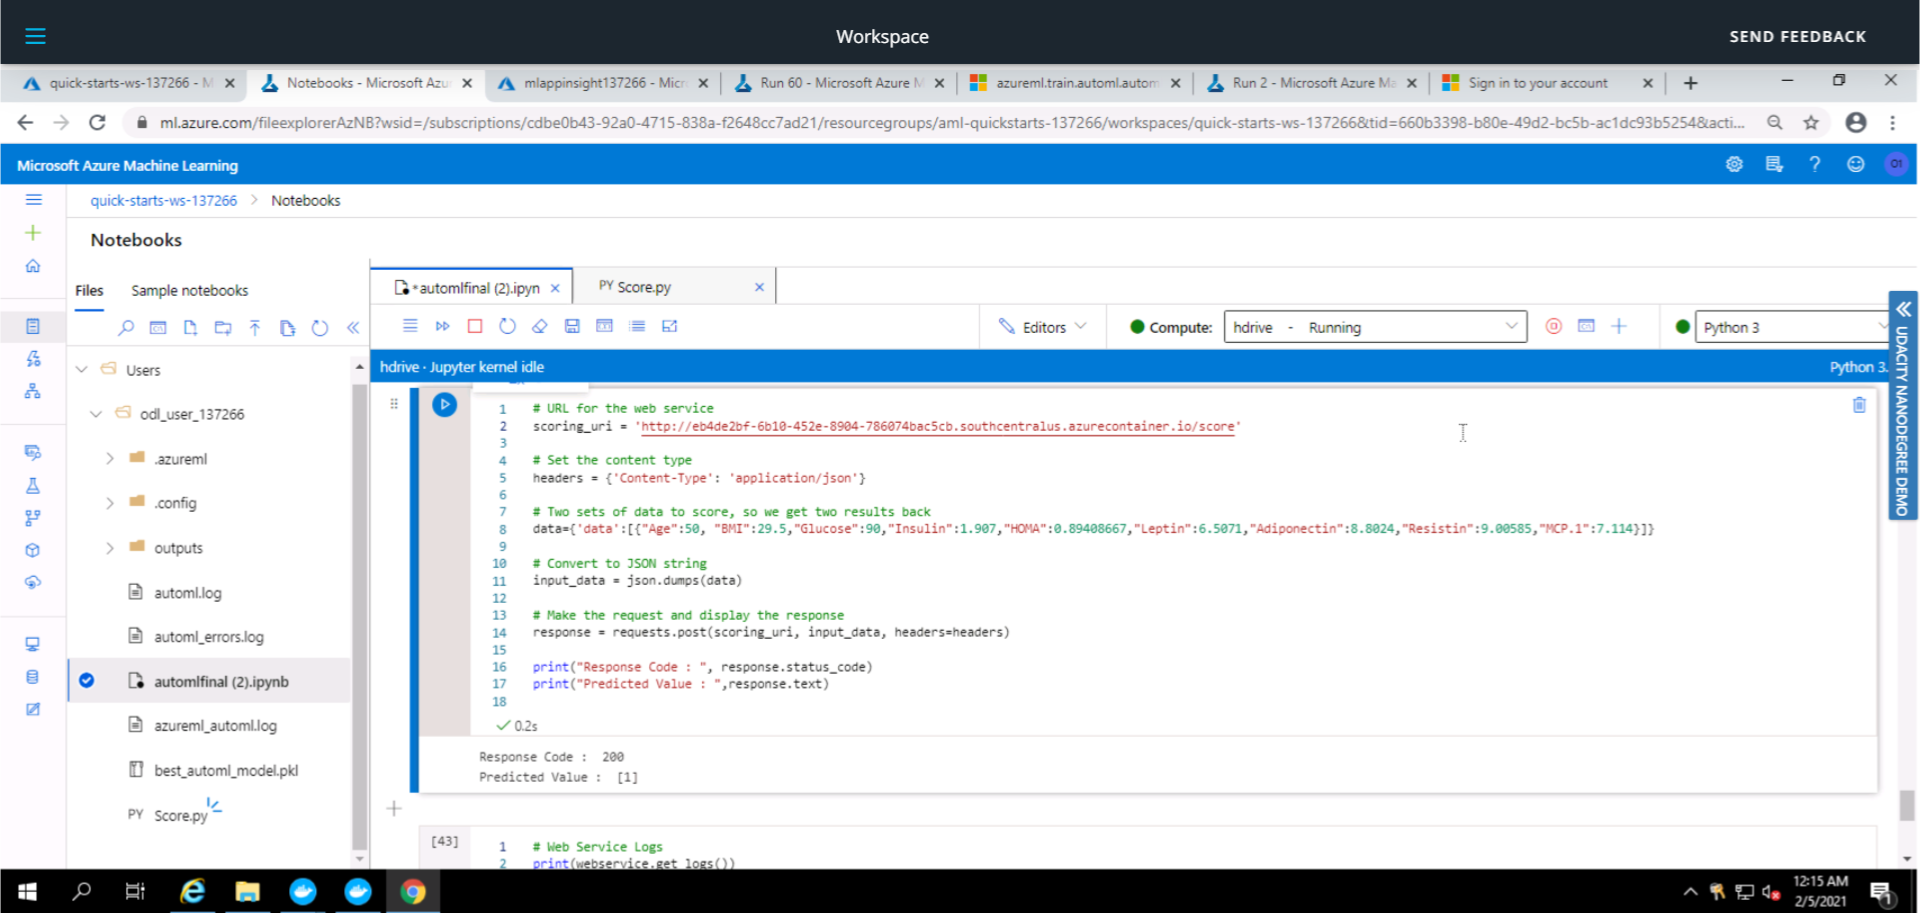 Workspace
SEND FEEDBACK
quick-starts-ws-137266 - M
Notebooks - Microsoft Azur
mlappinsight137266 - Micr
Run 60 - Microsoft Azure M
azureml.train.automl.autom
Run 2 - Microsoft Azure Ma
Sign in to your account
ml.azure.com/fileexplorerAzNB?wsid=/subscriptions/cdbe0b43-92a0-4715-838a-f2648cc7ad21/resourcegroups/aml-quickstarts-137266/workspaces/quick-starts-ws-137266&tid=660b3398-b80e-49d2-bc5b-ac1dc93b5254&acti...
Microsoft Azure Machine Learning
quick-starts-ws-137266 > Notebooks
Notebooks
Files
Sample notebooks
*automlfinal (2).ipyn
PY Score.py
Editors
Compute:
hdrive - Running
Python 3
hdrive · Jupyter kernel idle
Python 3.
UDACITY NANODEGREE DEMO
Users
odl_user_137266
.azureml
.config
outputs
automl.log
automl_errors.log
automlfinal (2).ipynb
azureml_automl.log
best_automl_model.pkl
PY Score.py
1 # URL for the web service
2 scoring_uri = 'http://eb4de2bf-6b10-452e-8904-786074bac5cb.southcentralus.azurecontainer.io/score'
3
4 # Set the content type
5 headers = {'Content-Type': 'application/json'}
6
7 # Two sets of data to score, so we get two results back
8 data={'data':[{"Age":50, "BMI":29.5,"Glucose":90,"Insulin":1.907,"HOMA":0.89408667,"Leptin":6.5071,"Adiponectin":8.8024,"Resistin":9.00585,"MCP.1":7.114}]}
9
10 # Convert to JSON string
11 input_data = json.dumps(data)
12
13 # Make the request and display the response
14 response = requests.post(scoring_uri, input_data, headers=headers)
15
16 print("Response Code : ", response.status_code)
17 print("Predicted Value : ",response.text)
18
0.2s
Response Code :  200
Predicted Value :  [1]
[43]
1 # Web Service Logs
2 print(webservice.get_logs())
12:15 AM
2/5/2021